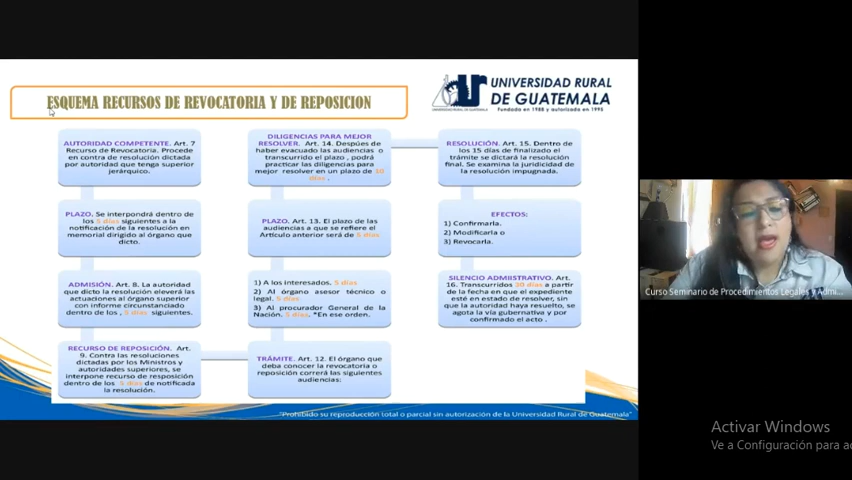 ESQUEMA RECURSOS DE REVOCATORIA Y DE REPOSICION
UNIVERSIDAD RURAL
DE GUATEMALA
Fundada en 1988 y autorizada en 1995
AUTORIDAD COMPETENTE. Art. 7
Recurso de Revocatoria. Procede
en contra de resolución dictada
por autoridad que tenga superior
jerárquico.
PLAZO. Se interpondrá dentro de
los 5 días siguientes a la
notificación de la resolución en
memorial dirigido al órgano que
dicto.
ADMISIÓN. Art. 8. La autoridad
que dicto la resolución elevará las
actuaciones al órgano superior con
informe circunstanciado
dentro de los , 5 días siguientes.
RECURSO DE REPOSICIÓN. Art.
9. Contra las resoluciones
dictadas por los Ministros y
autoridades superiores, se
interpone recurso de resposición
dentro de los 5 días de notificada
la resolución.
DILIGENCIAS PARA MEJOR
RESOLVER. Art. 14. Despúes de
haber evacuado las audiencias o
transcurrido el plazo , podrá
practicar las diligencias para
mejor resolver en un plazo de 10
días .
PLAZO. Art. 13. El plazo de las
audiencias a que se refiere el
Artículo anterior será de 5 días.
1) A los interesados. 5 días
2) Al órgano asesor técnico o
legal. 5 días
3) Al procurador General de la
Nación. 5 días. *En ese orden.
TRÁMITE. Art. 12. El órgano que
deba conocer la revocatoria o
reposición correrá las siguientes
audiencias:
RESOLUCIÓN. Art. 15. Dentro de
los 15 días de finalizado el
trámite se dictará la resolución
final. Se examina la juridicidad de
la resolución impugnada.
EFECTOS:
1) Confirmarla.
2) Modificarla o
3) Revocarla.
SILENCIO ADMIISTRATIVO. Art.
16. Transcurridos 30 días a partir
de la fecha en que el expediente
esté en estado de resolver, sin
que la autoridad haya resuelto, se
agota la vía gubernativa y por
confirmado el acto .
"Prohibido su reproducción total o parcial sin autorización de la Universidad Rural de Guatemala"
Curso Seminario de Procedimientos Legales y Admi...
Activar Windows
Ve a Configuración para ac